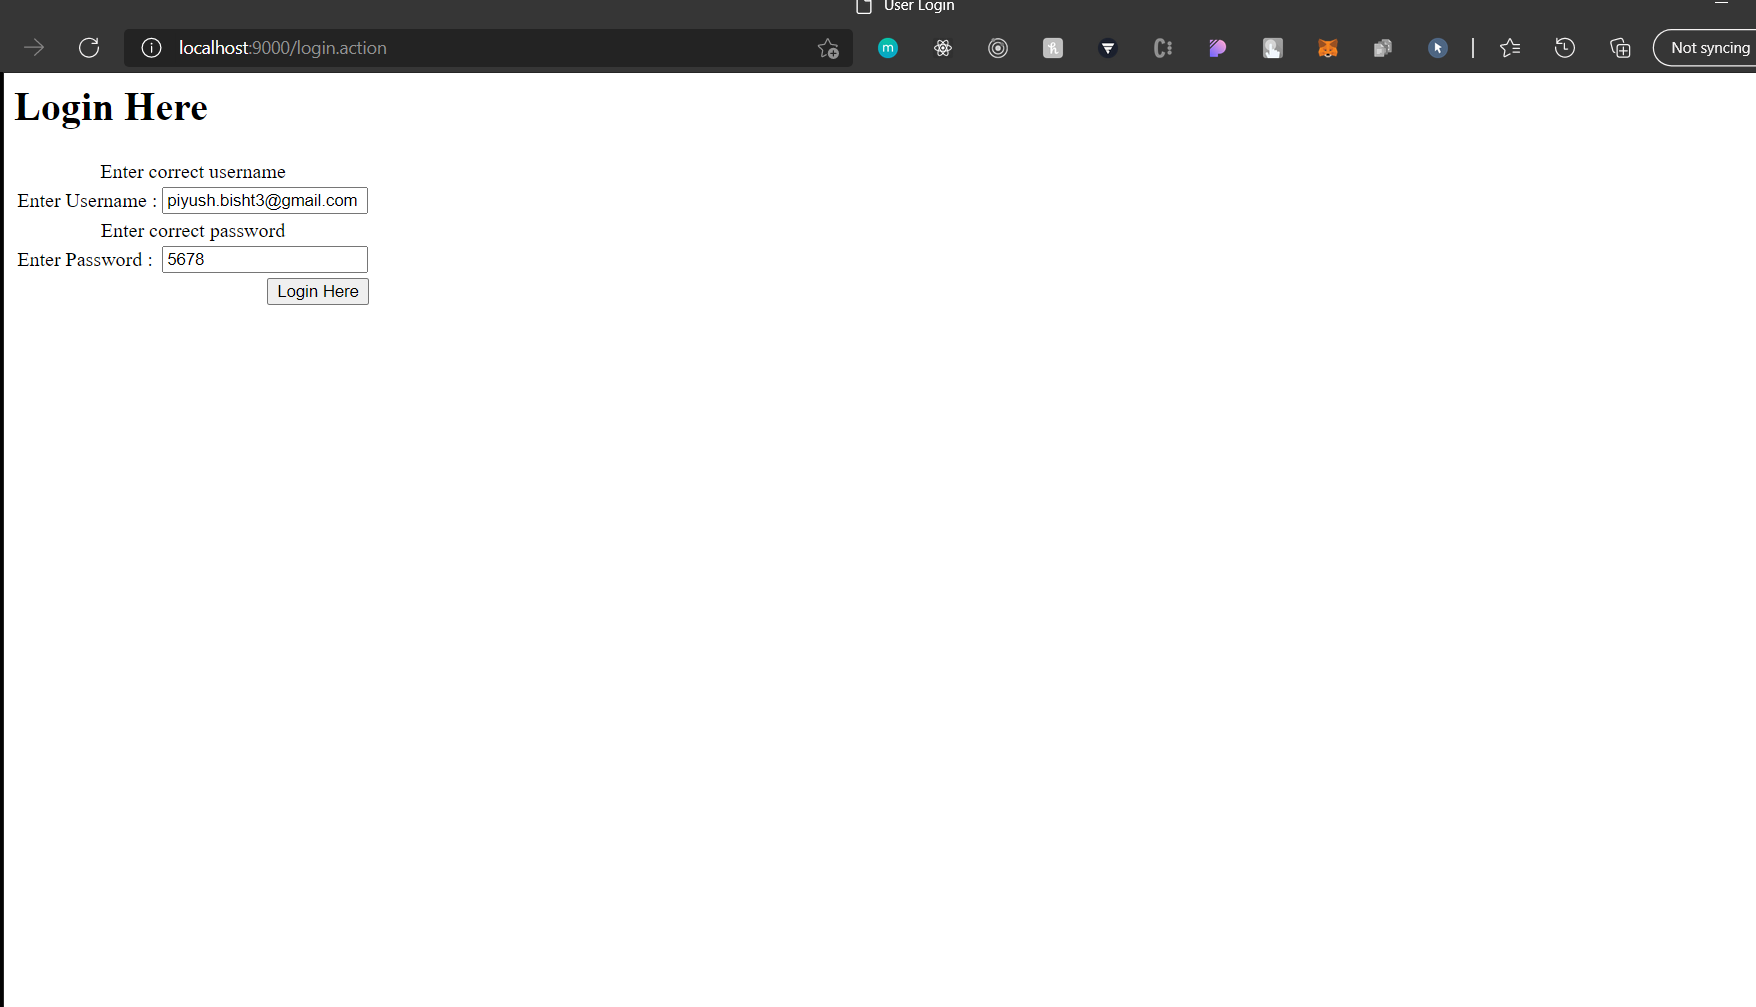 User Login
localhost:9000/login.action
m
Not syncing
Login Here
Enter correct username
Enter Username : piyush.bisht3@gmail.com
Enter correct password
Enter Password : 5678
Login Here